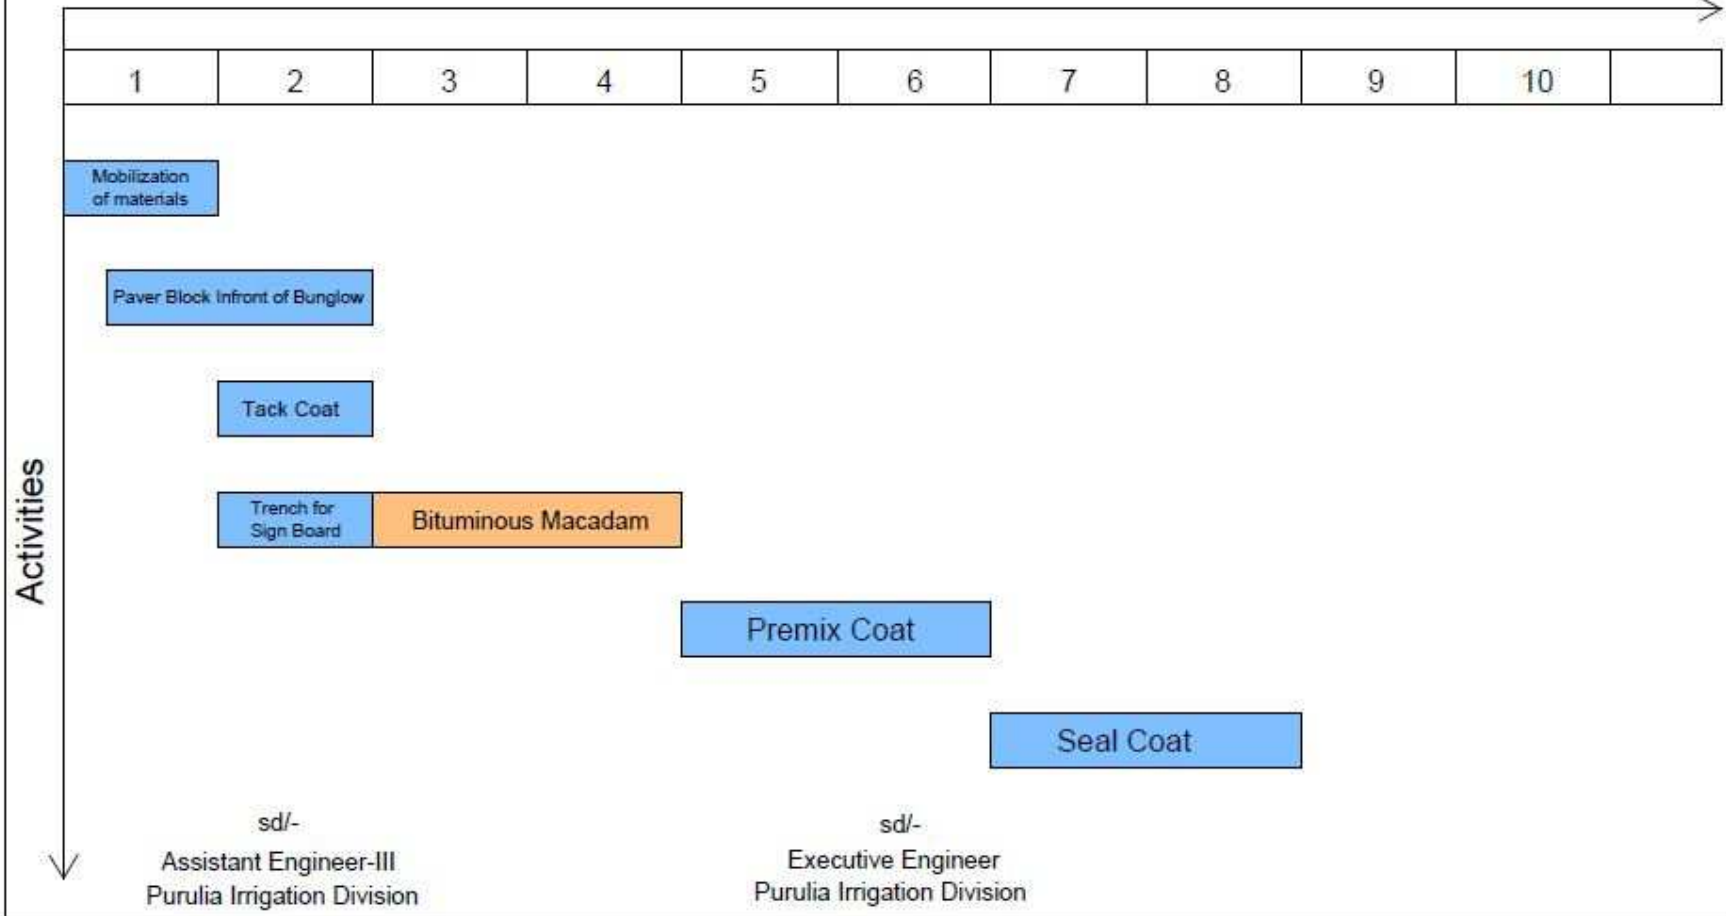 1 2 3 4 5 6 7 8 9 10
Mobilization
of materials
Paver Block Infront of Bunglow
Tack Coat
Activities
Trench for
Sign Board
Bituminous Macadam
Premix Coat
Seal Coat
sd/-
Assistant Engineer-III
Purulia Irrigation Division
sd/-
Executive Engineer
Purulia Irrigation Division